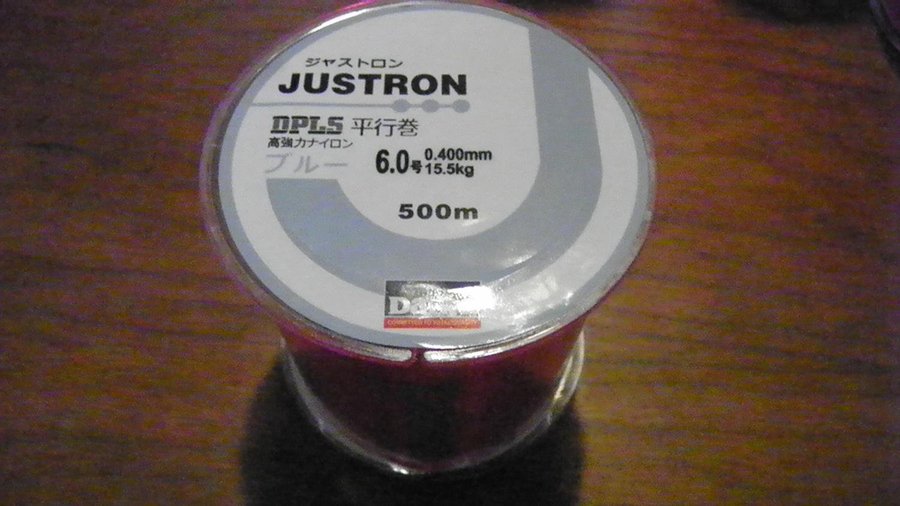 ジャストロン
JUSTRON
DPLS 平行巻
高強力ナイロン
ブルー
6.0号 0.400mm
15.5kg
500m